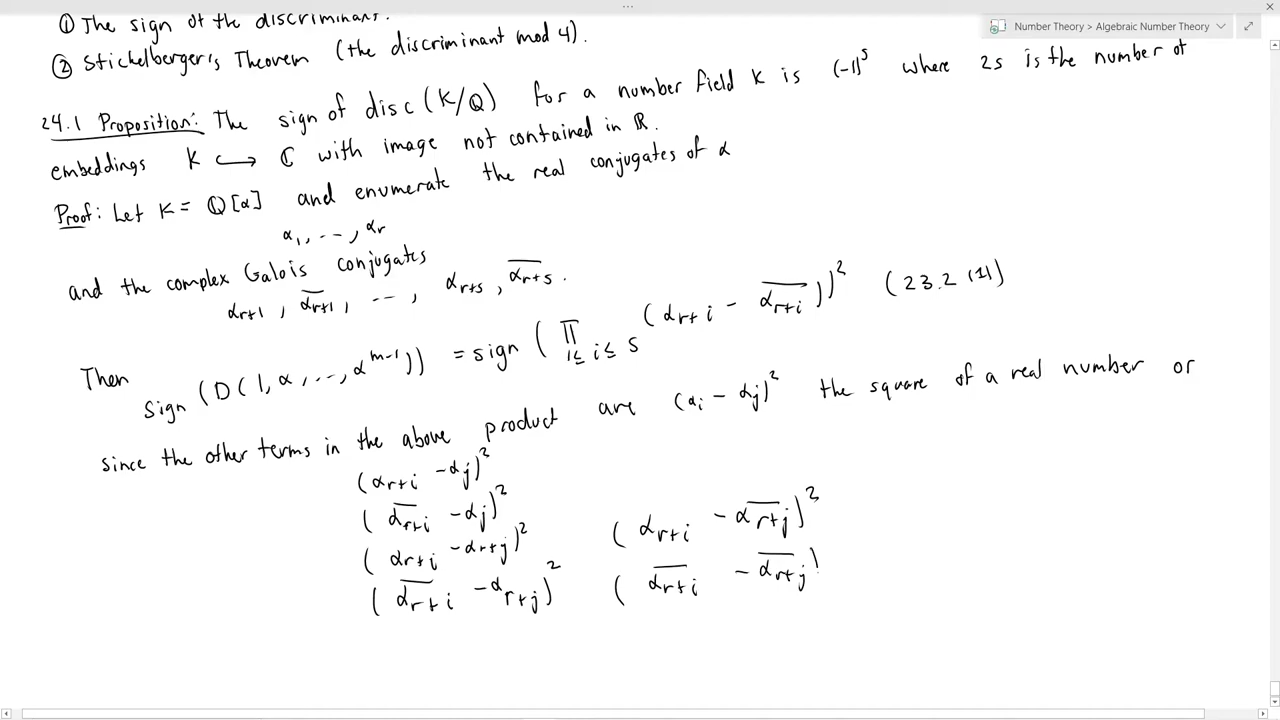 ① The sign of the discriminant.
② Stickelberger's Theorem (the discriminant mod 4).
Number Theory > Algebraic Number Theory
24.1 Proposition: The sign of disc (K/ℚ) for a number field K is (-1)^s where 2s is the number of
embeddings K ↪ ℂ with image not contained in ℝ.
Proof: Let K = ℚ[α] and enumerate the real conjugates of α
α_1, ..., α_r
and the complex Galois conjugates
α_{r+1}, \overline{α_{r+1}}, ..., α_{r+s}, \overline{α_{r+s}}.
Then sign (D(1, α, ..., α^{m-1})) = sign ( ∏_{1≤i≤s} (α_{r+i} - \overline{α_{r+i}}))^2 (23.2 (4))
since the other terms in the above product are (α_i - α_j)^2 the square of a real number or
(α_{r+i} - α_j)^2
(\overline{α_{r+i}} - α_j)^2
(α_{r+i} - α_{r+j})^2 (α_{r+i} - \overline{α_{r+j}})^2
(\overline{α_{r+i}} - α_{r+j})^2 (\overline{α_{r+i}} - \overline{α_{r+j}})